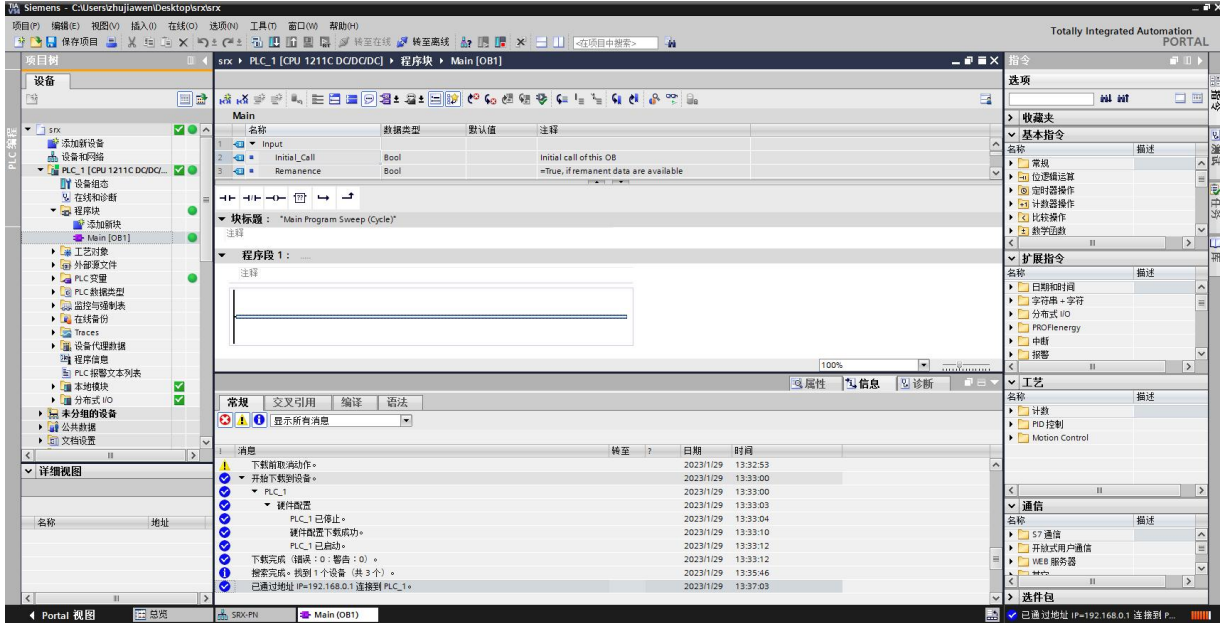 Siemens - C:\Users\zhujiawen\Desktop\srx\srx
项目(P) 编辑(E) 视图(V) 插入(I) 在线(O) 选项(N) 工具(T) 窗口(W) 帮助(H)
Totally Integrated Automation
PORTAL
保存项目 转至在线 转至离线 <在项目中搜索>
项目树
srx PLC_1 [CPU 1211C DC/DC/DC] 程序块 Main [OB1]
指令
设备
选项
PLC 编程
srx
添加新设备
设备和网络
PLC_1 [CPU 1211C DC/DC/...
设备组态
在线和诊断
程序块
添加新块
Main [OB1]
工艺对象
外部源文件
PLC 变量
PLC 数据类型
监控与强制表
在线备份
Traces
设备代理数据
程序信息
PLC 报警文本列表
本地模块
分布式 I/O
未分组的设备
公共数据
文档设置
详细视图
名称 地址
Main
名称 数据类型 默认值 注释
1 Input
2 Initial_Call Bool Initial call of this OB
3 Remanence Bool =True, if remanent data are available
块标题： "Main Program Sweep (Cycle)"
注释
程序段 1： ....
注释
100%
属性 信息 诊断
常规 交叉引用 编译 语法
显示所有消息
! 消息 转至 ? 日期 时间
下载前取消动作。 2023/1/29 13:32:53
开始下载到设备。 2023/1/29 13:33:00
PLC_1 2023/1/29 13:33:00
硬件配置 2023/1/29 13:33:03
PLC_1 已停止。 2023/1/29 13:33:04
硬件配置下载成功。 2023/1/29 13:33:10
PLC_1 已启动。 2023/1/29 13:33:12
下载完成（错误：0；警告：0）。 2023/1/29 13:33:12
搜索完成。找到 1 个设备（共 3 个）。 2023/1/29 13:35:46
已通过地址 IP=192.168.0.1 连接到 PLC_1。 2023/1/29 13:37:03
收藏夹
基本指令
名称 描述
常规
位逻辑运算
定时器操作
计数器操作
比较操作
数学函数
扩展指令
名称 描述
日期和时间
字符串 + 字符
分布式 I/O
PROFIenergy
中断
报警
工艺
名称 描述
计数
PID 控制
Motion Control
通信
名称 描述
S7 通信
开放式用户通信
WEB 服务器
其它
选件包
Portal 视图 总览 SRX-PN Main (OB1) 已通过地址 IP=192.168.0.1 连接到 P...